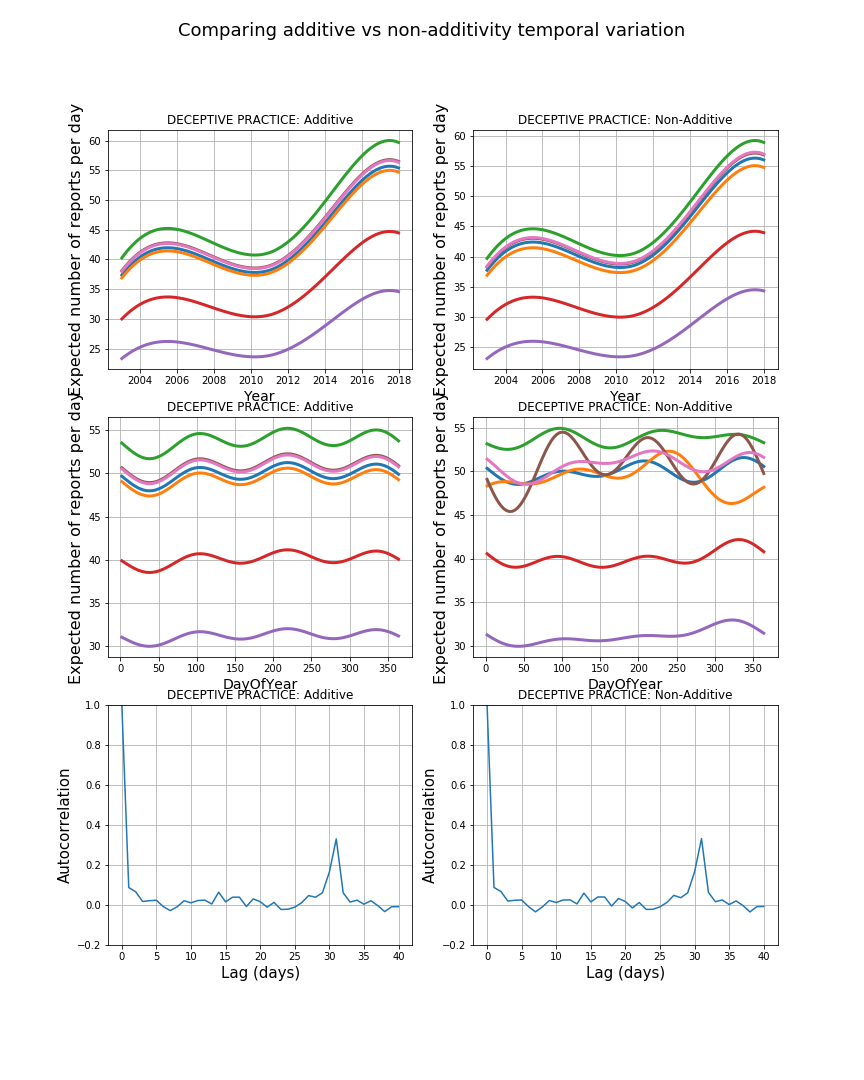 Comparing additive vs non-additivity temporal variation
DECEPTIVE PRACTICE: Additive
DECEPTIVE PRACTICE: Non-Additive
Expected number of reports per day
60
55
50
45
40
35
30
25
2004 2006 2008 2010 2012 2014 2016 2018
Year
Expected number of reports per day
60
55
50
45
40
35
30
25
2004 2006 2008 2010 2012 2014 2016 2018
Year
DECEPTIVE PRACTICE: Additive
DECEPTIVE PRACTICE: Non-Additive
Expected number of reports per day
55
50
45
40
35
30
0 50 100 150 200 250 300 350
DayOfYear
Expected number of reports per day
55
50
45
40
35
30
0 50 100 150 200 250 300 350
DayOfYear
DECEPTIVE PRACTICE: Additive
DECEPTIVE PRACTICE: Non-Additive
Autocorrelation
1.0
0.8
0.6
0.4
0.2
0.0
−0.2
0 5 10 15 20 25 30 35 40
Lag (days)
Autocorrelation
1.0
0.8
0.6
0.4
0.2
0.0
−0.2
0 5 10 15 20 25 30 35 40
Lag (days)